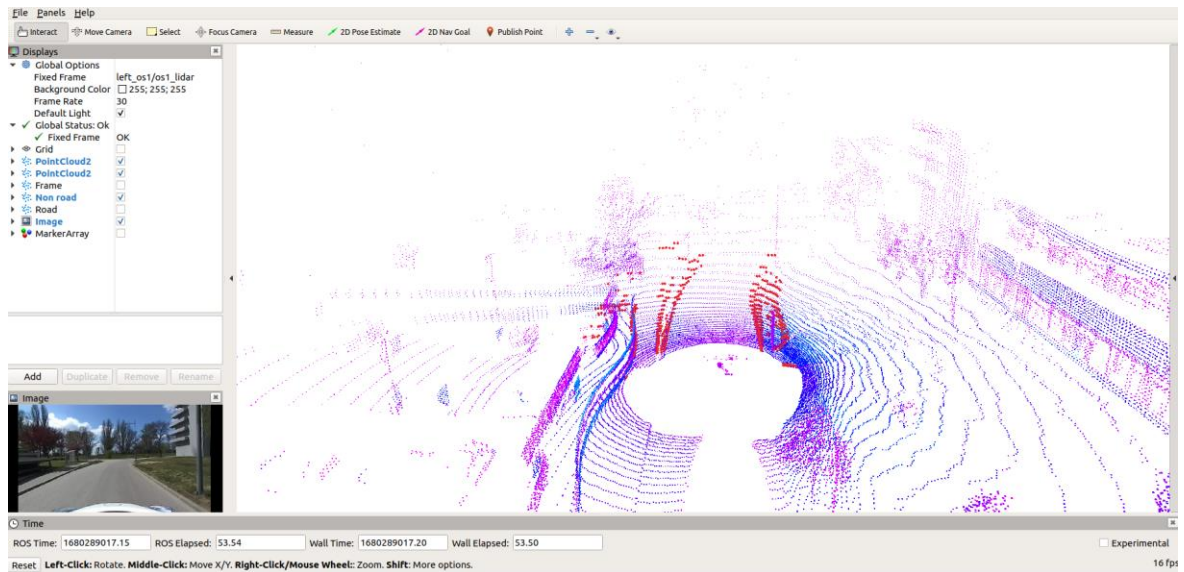 File Panels Help
Interact Move Camera Select Focus Camera Measure 2D Pose Estimate 2D Nav Goal Publish Point
Displays
Global Options
Fixed Frame left_os1/os1_lidar
Background Color 255; 255; 255
Frame Rate 30
Default Light
Global Status: Ok
Fixed Frame OK
Grid
PointCloud2
PointCloud2
Frame
Non road
Road
Image
MarkerArray
Add Duplicate Remove Rename
Image
Time
ROS Time: 1680289017.15 ROS Elapsed: 53.54 Wall Time: 1680289017.20 Wall Elapsed: 53.50 Experimental
Reset Left-Click: Rotate. Middle-Click: Move X/Y. Right-Click/Mouse Wheel:: Zoom. Shift: More options. 16 fps